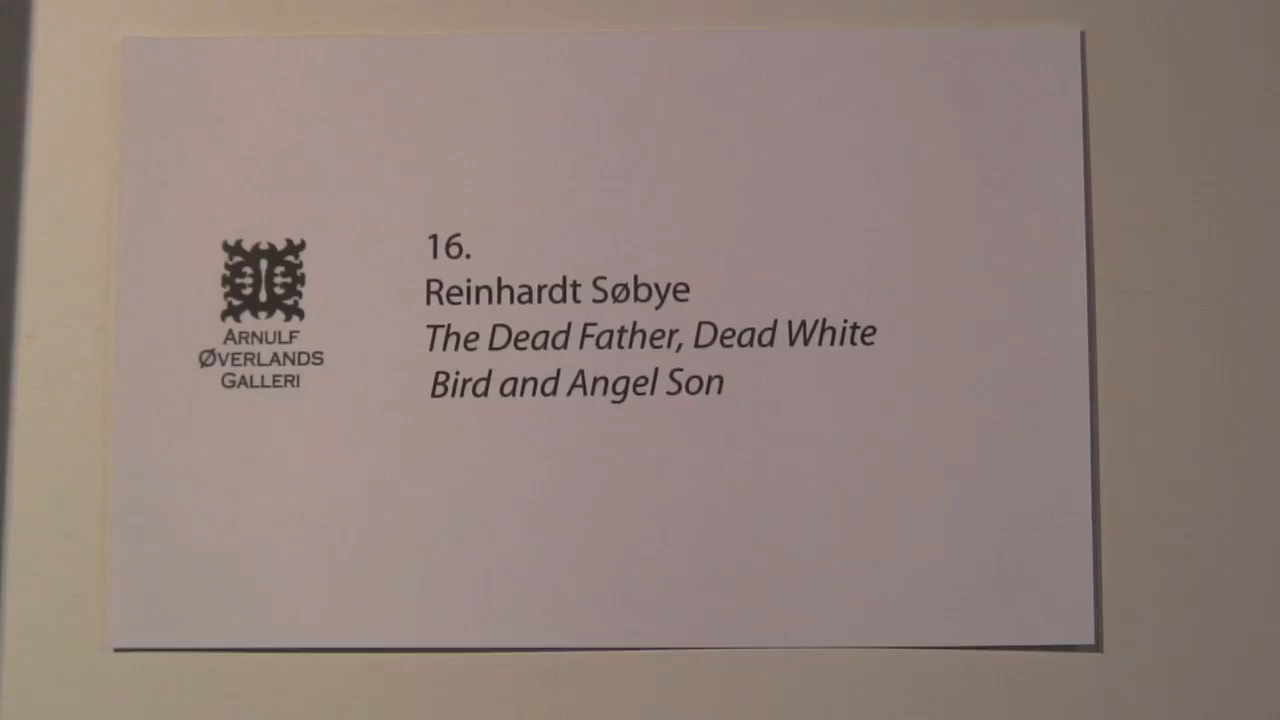 ARNULF
ØVERLANDS
GALLERI
16.
Reinhardt Søbye
The Dead Father, Dead White
Bird and Angel Son